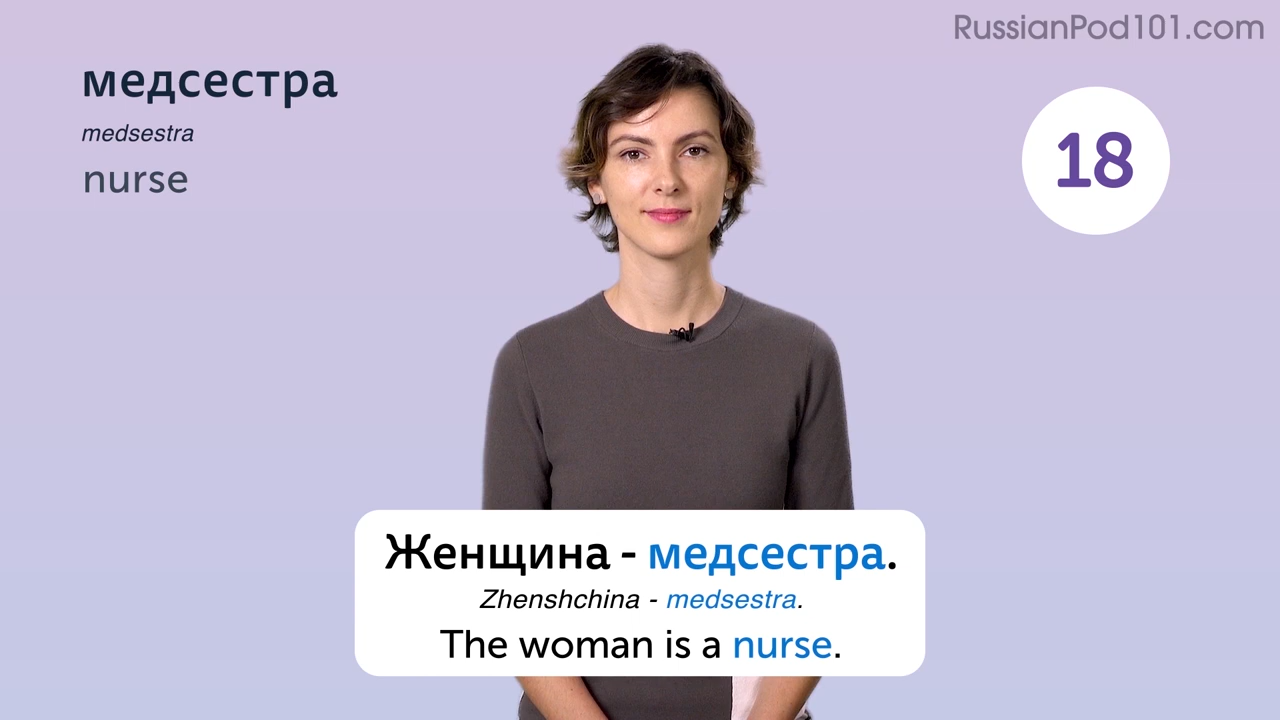 RussianPod101.com
медсестра
medsestra
nurse
18
Женщина - медсестра.
Zhenshchina - medsestra.
The woman is a nurse.